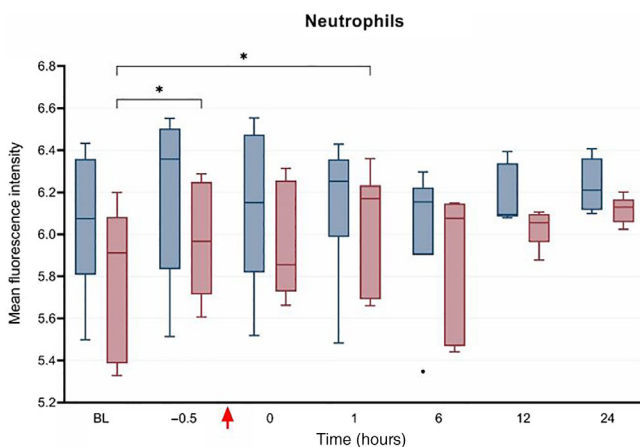 Neutrophils
*
*
Mean fluorescence intensity
6.8
6.6
6.4
6.2
6.0
5.8
5.6
5.4
5.2
BL −0.5 0 1 6 12 24
Time (hours)